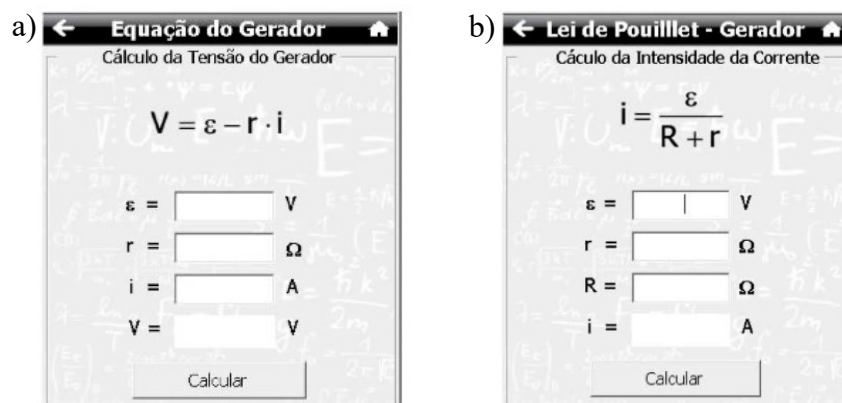 a)
← Equação do Gerador
Cálculo da Tensão do Gerador
V = ε – r · i
ε = V
r = Ω
i = A
V = V
Calcular
b)
← Lei de Pouilllet - Gerador
Cáculo da Intensidade da Corrente
i = ε / (R + r)
ε = V
r = Ω
R = Ω
i = A
Calcular